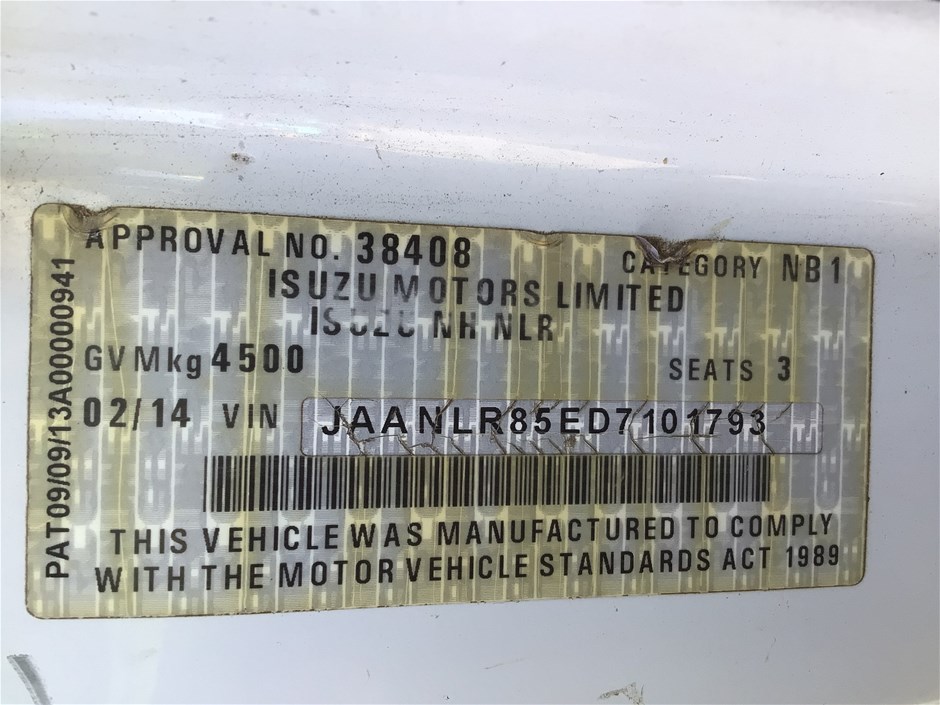 APPROVAL NO. 38408
CATEGORY NB1
ISUZU MOTORS LIMITED
ISUZU NH NLR
GVMkg 4500
SEATS 3
02/14 VIN JAANLR85ED7101793
THIS VEHICLE WAS MANUFACTURED TO COMPLY
WITH THE MOTOR VEHICLE STANDARDS ACT 1989
PAT09/09/13A00000941